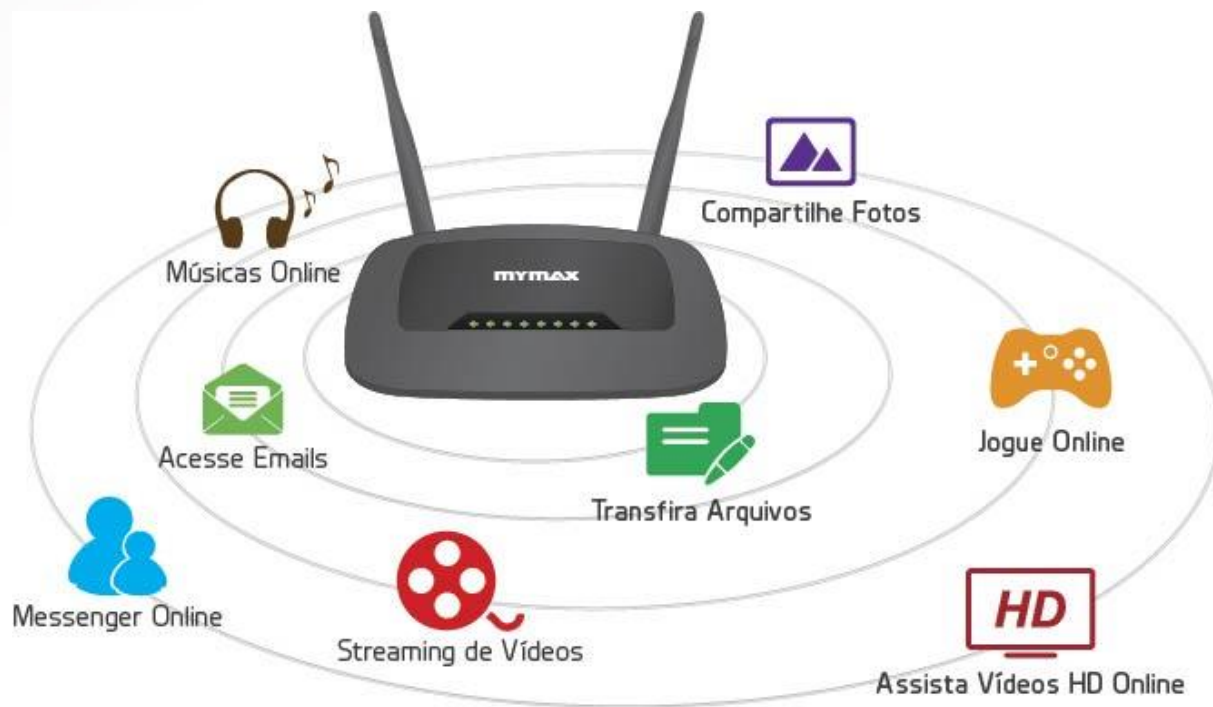 Compartilhe Fotos
Músicas Online
MYMAX
Jogue Online
Acesse Emails
Transfira Arquivos
Messenger Online
HD
Streaming de Vídeos
Assista Vídeos HD Online